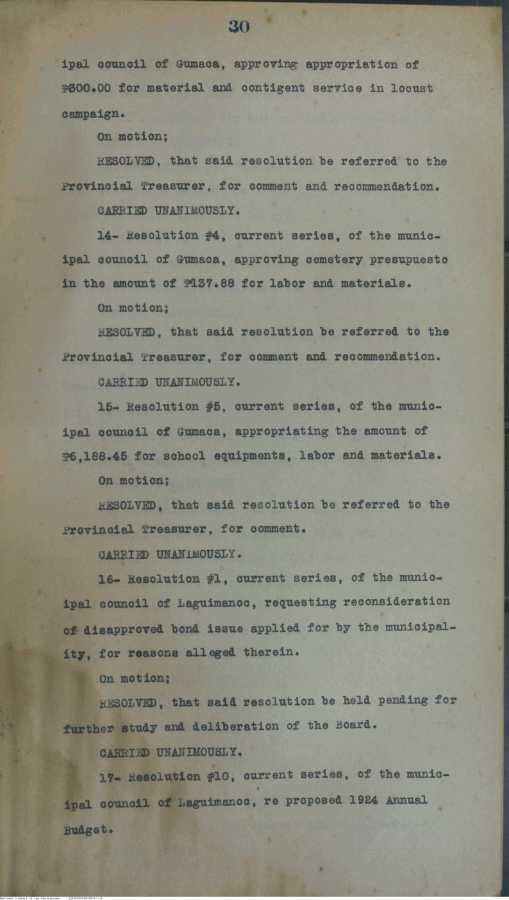 30
ipal council of Gumaca, approving appropriation of
₱300.00 for material and contigent service in locust
campaign.
On motion;
RESOLVED, that said resolution be referred to the
Provincial Treasurer, for comment and recommendation.
CARRIED UNANIMOUSLY.
14- Resolution #4, current series, of the munic-
ipal council of Gumaca, approving cemetery presupuesto
in the amount of ₱137.88 for labor and materials.
On motion;
RESOLVED, that said resolution be referred to the
Provincial Treasurer, for comment and recommendation.
CARRIED UNANIMOUSLY.
15- Resolution #5, current series, of the munic-
ipal council of Gumaca, appropriating the amount of
₱6,188.45 for school equipments, labor and materials.
On motion;
RESOLVED, that said resolution be referred to the
Provincial Treasurer, for comment.
CARRIED UNANIMOUSLY.
16- Resolution #1, current series, of the munic-
ipal council of Laguimanoc, requesting reconsideration
of disapproved bond issue applied for by the municipal-
ity, for reasons alleged therein.
On motion;
RESOLVED, that said resolution be held pending for
further study and deliberation of the Board.
CARRIED UNANIMOUSLY.
17- Resolution #10, current series, of the munic-
ipal council of Laguimanoc, re proposed 1924 Annual
Budget.
National Library of the Philippines